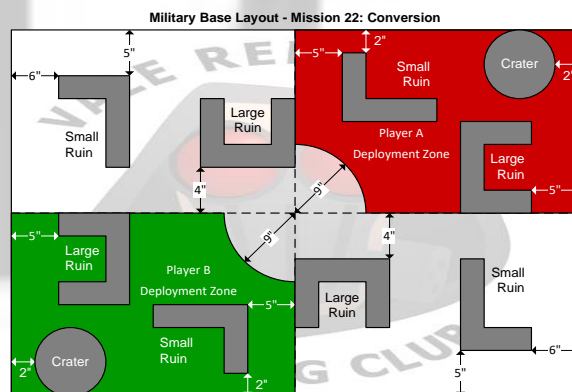 Military Base Layout - Mission 22: Conversion
5"
2"
5"
Small
Ruin
Crater
2"
6"
Small
Ruin
Large
Ruin
Player A
Deployment Zone
Large
Ruin
5"
4"
9"
9"
4"
5"
Large
Ruin
Player B
Deployment Zone
5"
Large
Ruin
Small
Ruin
Small
Ruin
Crater
2"
2"
6"
5"